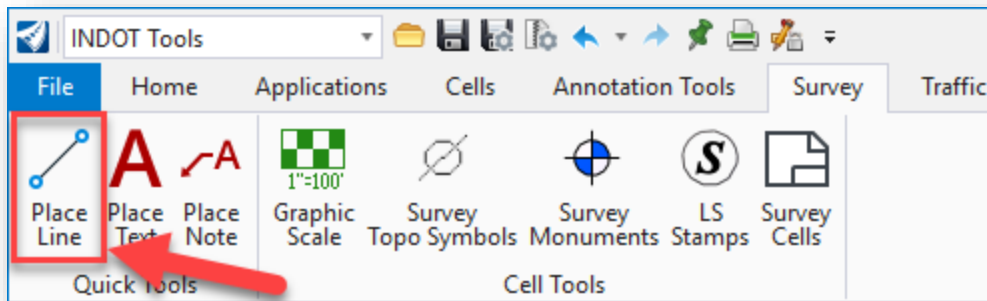 INDOT Tools
File Home Applications Cells Annotation Tools Survey Traffic
A A
1"=100' S
Place Place Place Graphic Survey Survey LS Survey
Line Text Note Scale Topo Symbols Monuments Stamps Cells
Quick Tools Cell Tools